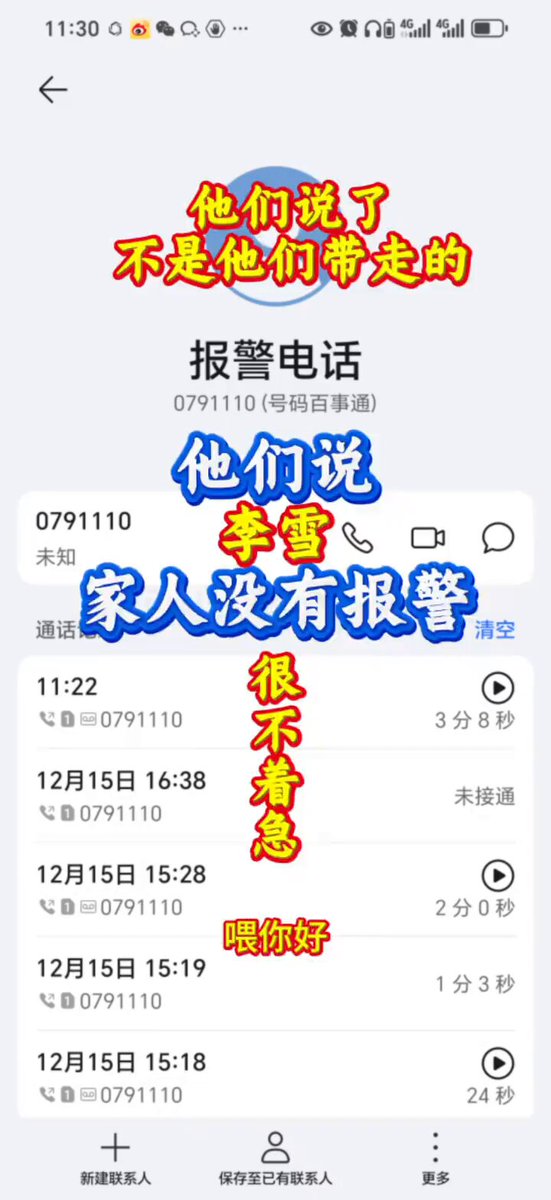 11:30
4G
4G
他们说了
不是他们带走的
报警电话
0791110 (号码百事通)
他们说
0791110
李雪
未知
家人没有报警
通话记
清空
很不着急
11:22
1 0791110
3 分 8 秒
12月15日 16:38
1 0791110
未接通
12月15日 15:28
1 0791110
2 分 0 秒
喂你好
12月15日 15:19
1 0791110
1 分 3 秒
12月15日 15:18
1 0791110
24 秒
新建联系人
保存至已有联系人
更多